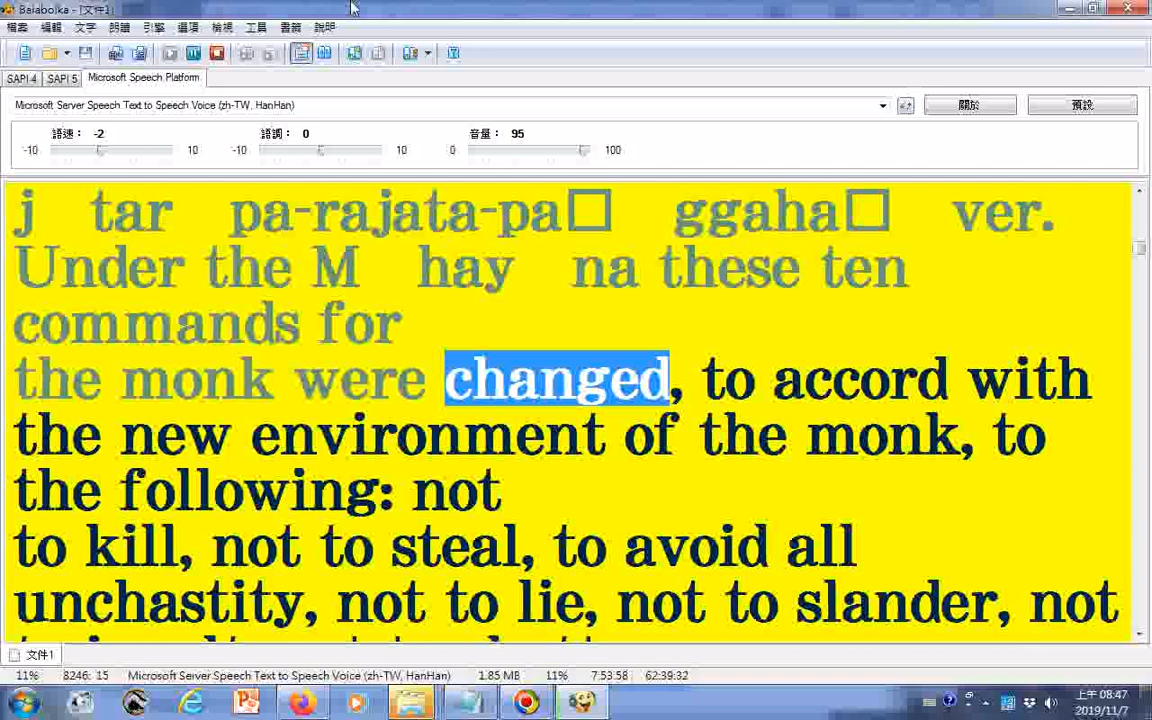 Balabolka - [文件1]
檔案 編輯 文字 朗讀 引擎 選項 檢視 工具 書籤 說明
SAPI 4 SAPI 5 Microsoft Speech Platform
Microsoft Server Speech Text to Speech Voice (zh-TW, HanHan) 關於 預設
語速： -2 語調： 0 音量： 95
-10 10 -10 10 0 100
j tar pa-rajata-pa□ ggaha□ ver.
Under the M hay na these ten
commands for
the monk were changed, to accord with
the new environment of the monk, to
the following: not
to kill, not to steal, to avoid all
unchastity, not to lie, not to slander, not
文件1
11% 8246: 15 Microsoft Server Speech Text to Speech Voice (zh-TW, HanHan) 1.85 MB 11% 7:53:58 62:39:32
上午 08:47
2019/11/7